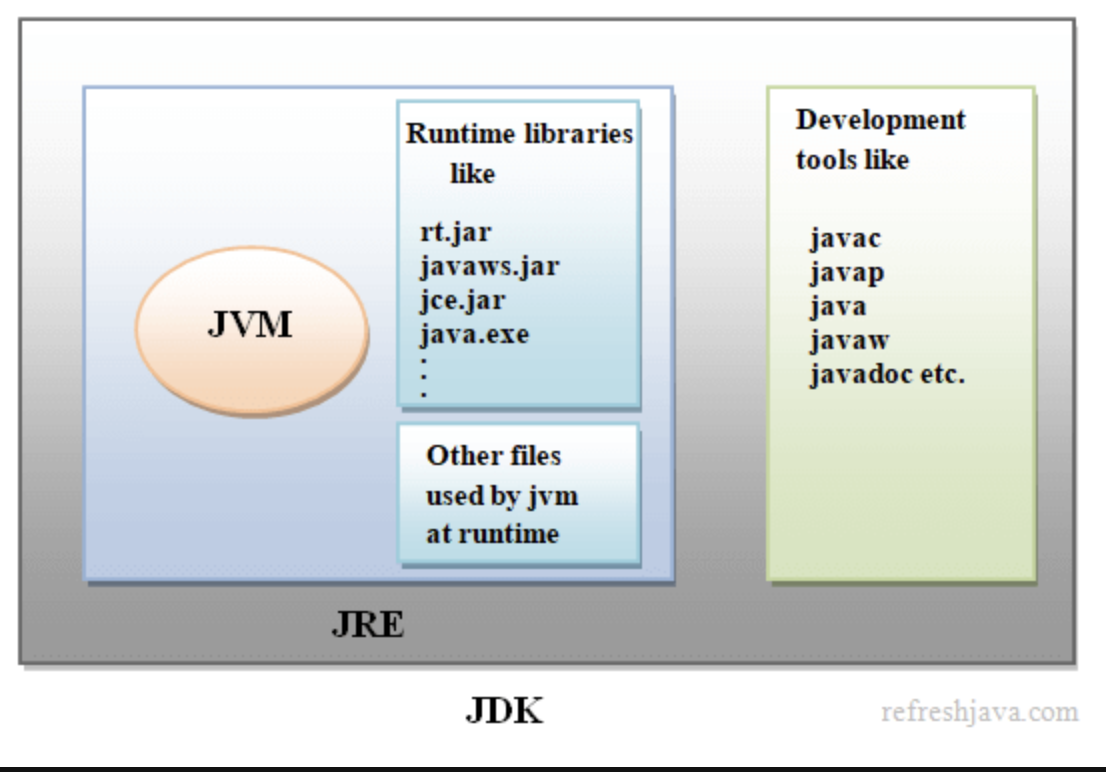 JVM
Runtime libraries
like
rt.jar
javaws.jar
jce.jar
java.exe
.
.
.
Other files
used by jvm
at runtime
Development
tools like
javac
javap
java
javaw
javadoc etc.
JRE
JDK
refreshjava.com